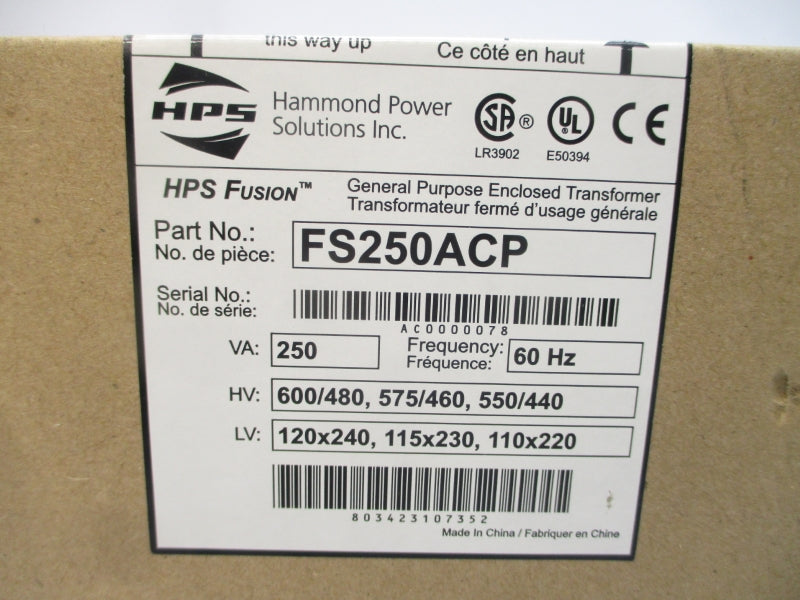 this way up
Ce côté en haut
HPS
Hammond Power
Solutions Inc.
SA ®
UL
CE
LR3902
E50394
HPS FUSION™
General Purpose Enclosed Transformer
Transformateur fermé d'usage générale
Part No.:
No. de pièce:
FS250ACP
Serial No.:
No. de série:
AC0000078
VA: 250
Frequency:
Fréquence:
60 Hz
HV: 600/480, 575/460, 550/440
LV: 120x240, 115x230, 110x220
803423107352
Made In China / Fabriquer en Chine